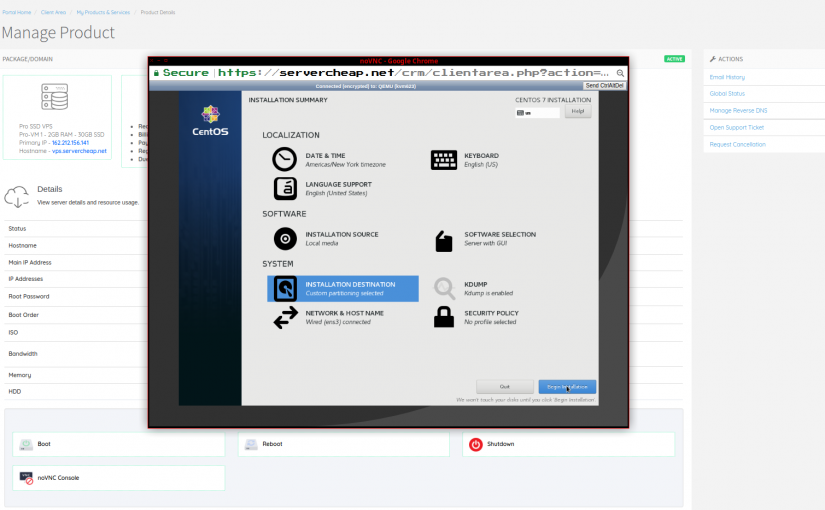 Portal Home / Client Area / My Products & Services / Product Details
Manage Product
PACKAGE/DOMAIN
ACTIVE
Pro SSD VPS
Pro-VM 1 - 2GB RAM - 30GB SSD
Primary IP - 162.212.156.141
Hostname - vps.servercheap.net
Details
View server details and resource usage.
Status
Hostname
Main IP Address
IP Addresses
Root Password
Boot Order
ISO
Bandwidth
Memory
HDD
noVNC - Google Chrome
Secure | https://servercheap.net/crm/clientarea.php?action=...
Connected (encrypted) to: QEMU
Send CtrlAltDel
CentOS
INSTALLATION SUMMARY
CENTOS 7 INSTALLATION
us
Help!
LOCALIZATION
DATE & TIME
Americas/New York timezone
KEYBOARD
English (US)
LANGUAGE SUPPORT
English (United States)
SOFTWARE
INSTALLATION SOURCE
Local media
SOFTWARE SELECTION
Server with GUI
SYSTEM
INSTALLATION DESTINATION
Custom partitioning selected
KDUMP
Kdump is enabled
NETWORK & HOST NAME
Wired (ens3) connected
SECURITY POLICY
No profile selected
Quit
Begin Installation
We won't touch your disks until you click 'Begin Installation'.
ACTIONS
Email History
Global Status
Manage Reverse DNS
Open Support Ticket
Request Cancellation
Boot
Reboot
Shutdown
noVNC Console